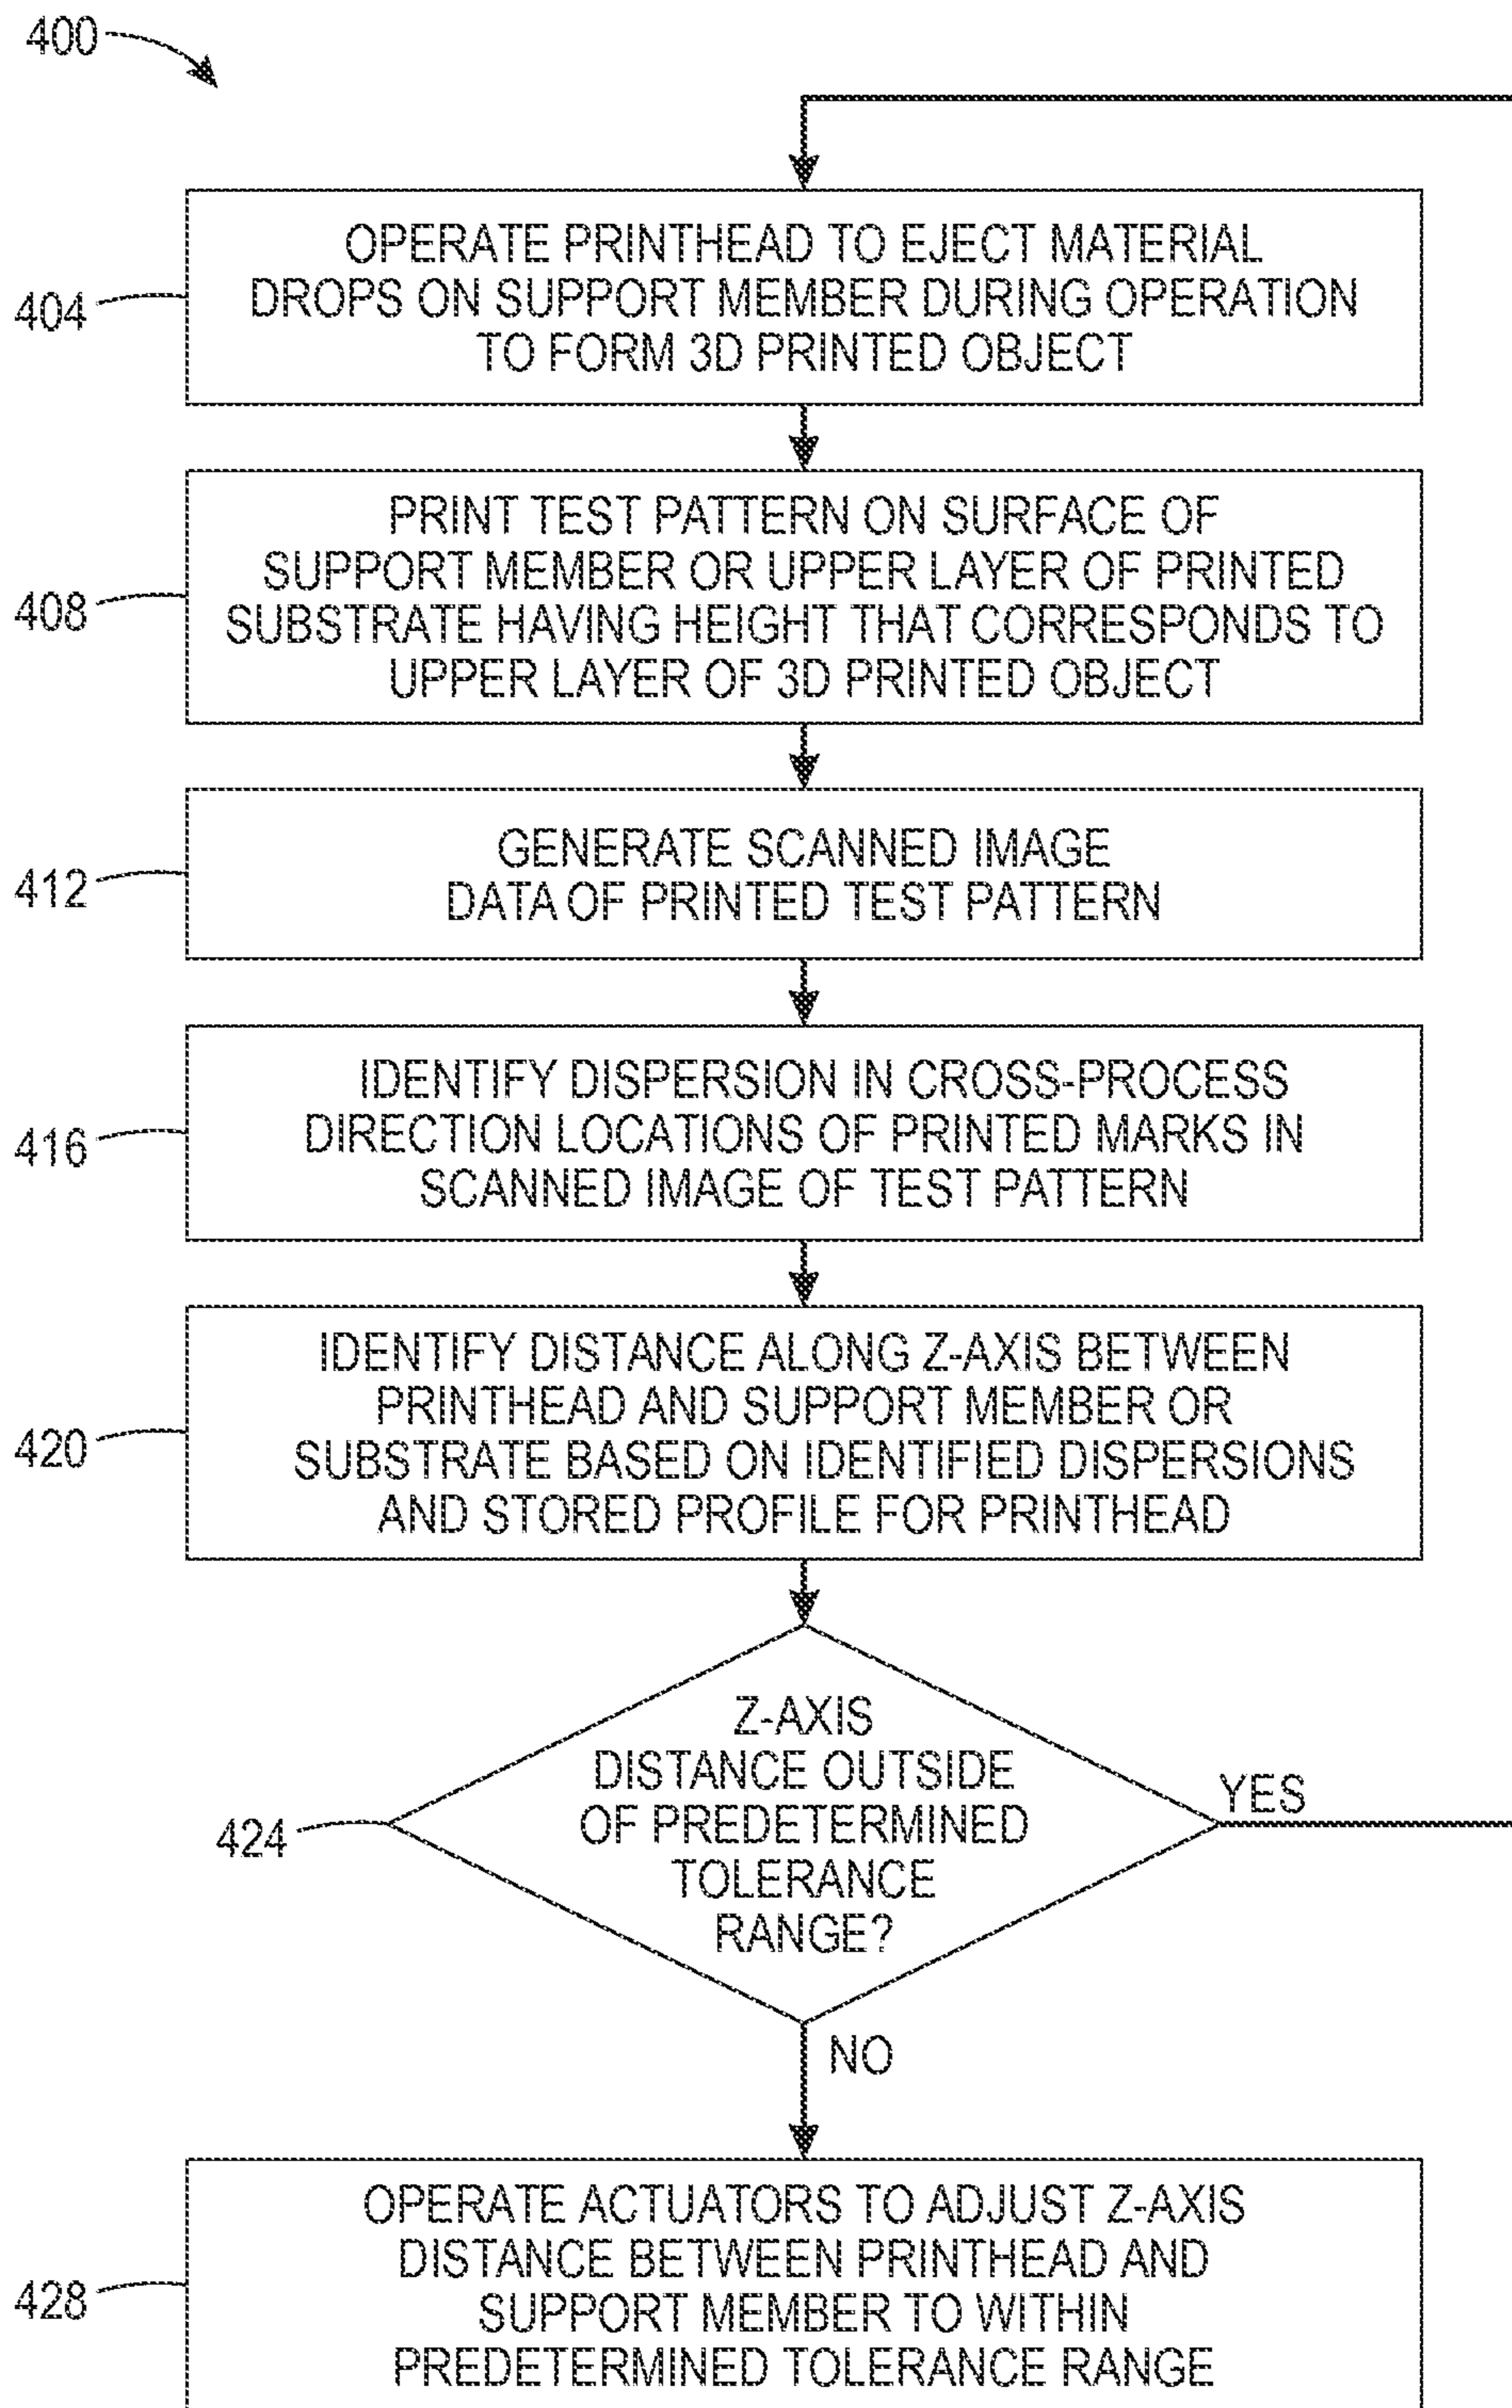 400
OPERATE PRINTHEAD TO EJECT MATERIAL
DROPS ON SUPPORT MEMBER DURING OPERATION
TO FORM 3D PRINTED OBJECT
404
PRINT TEST PATTERN ON SURFACE OF
SUPPORT MEMBER OR UPPER LAYER OF PRINTED
SUBSTRATE HAVING HEIGHT THAT CORRESPONDS TO
UPPER LAYER OF 3D PRINTED OBJECT
408
GENERATE SCANNED IMAGE
DATA OF PRINTED TEST PATTERN
412
IDENTIFY DISPERSION IN CROSS-PROCESS
DIRECTION LOCATIONS OF PRINTED MARKS IN
SCANNED IMAGE OF TEST PATTERN
416
IDENTIFY DISTANCE ALONG Z-AXIS BETWEEN
PRINTHEAD AND SUPPORT MEMBER OR
SUBSTRATE BASED ON IDENTIFIED DISPERSIONS
AND STORED PROFILE FOR PRINTHEAD
420
Z-AXIS
DISTANCE OUTSIDE
OF PREDETERMINED
TOLERANCE
RANGE?
424
YES
NO
OPERATE ACTUATORS TO ADJUST Z-AXIS
DISTANCE BETWEEN PRINTHEAD AND
SUPPORT MEMBER TO WITHIN
PREDETERMINED TOLERANCE RANGE
428